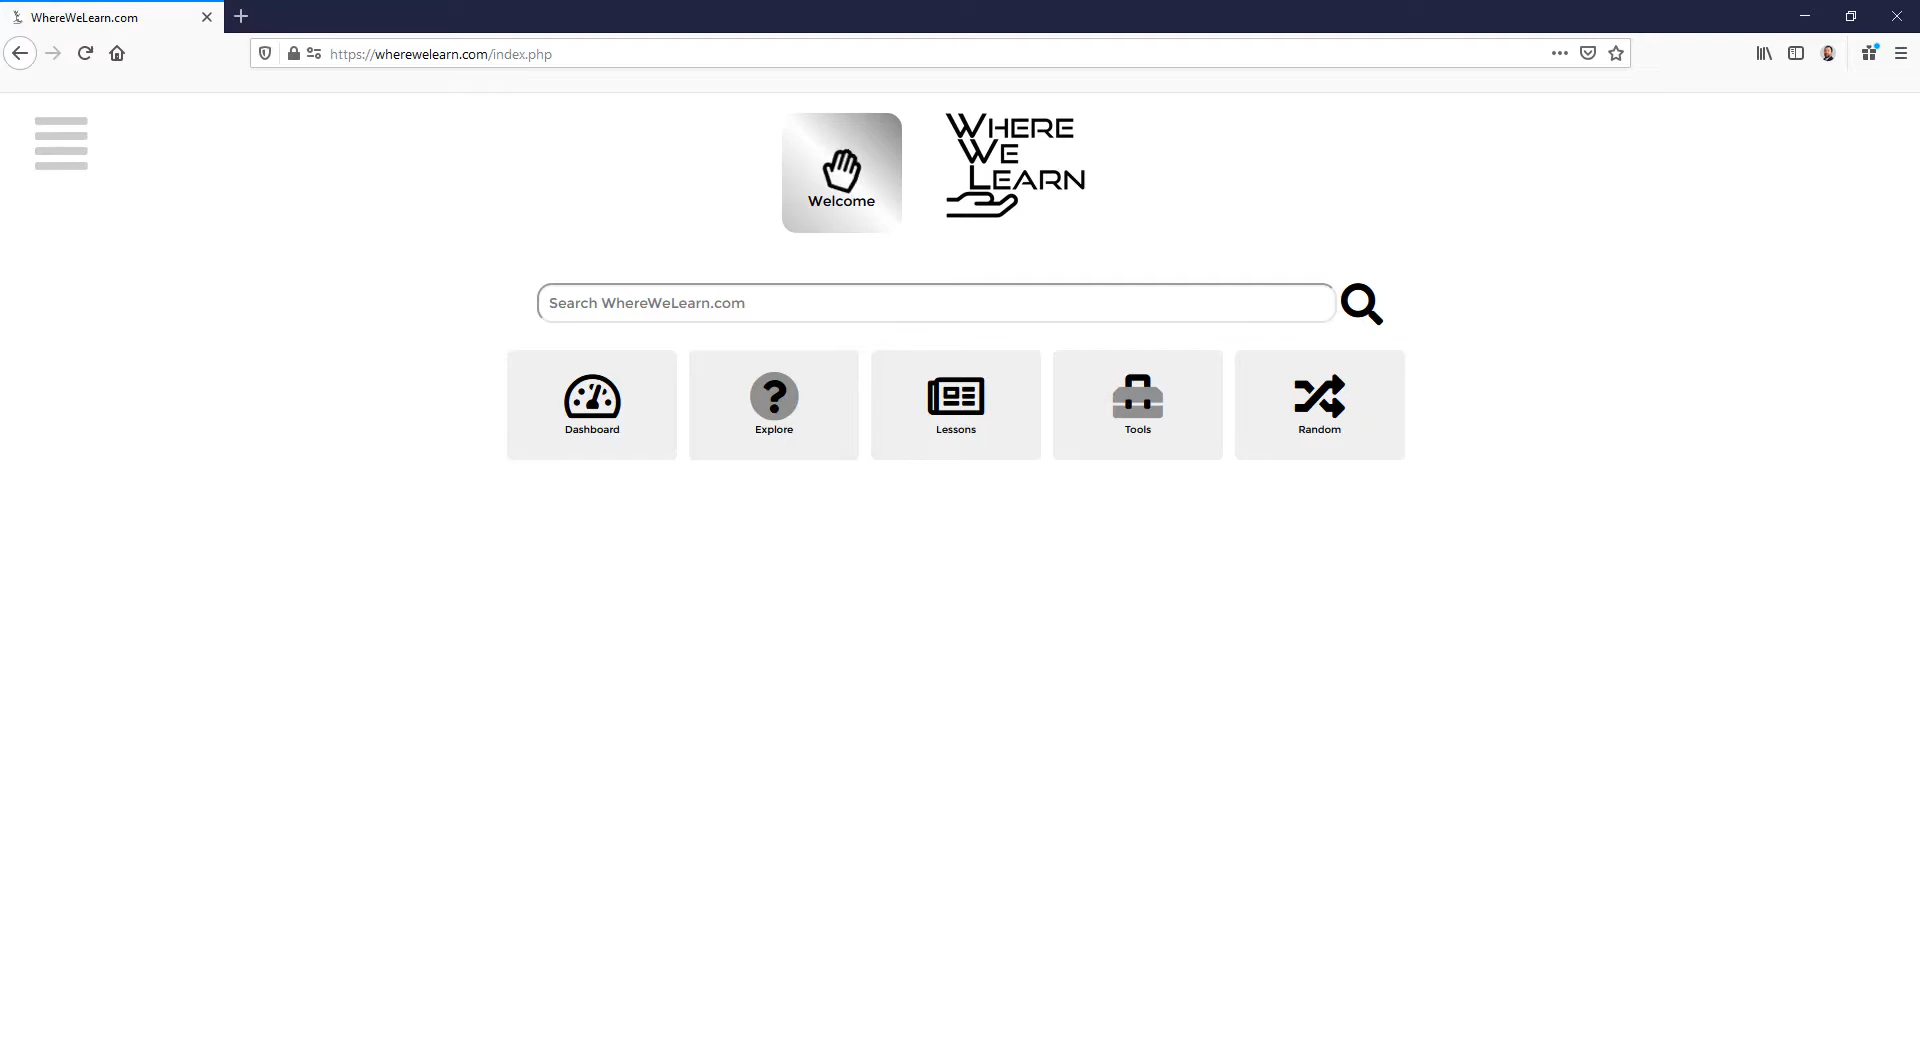 WhereWeLearn.com
https://wherewelearn.com/index.php
Welcome
WHERE
WE
LEARN
Search WhereWeLearn.com
Dashboard
Explore
Lessons
Tools
Random